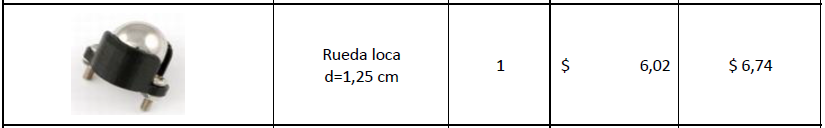 Rueda loca
d=1,25 cm
1
$ 6,02
$ 6,74